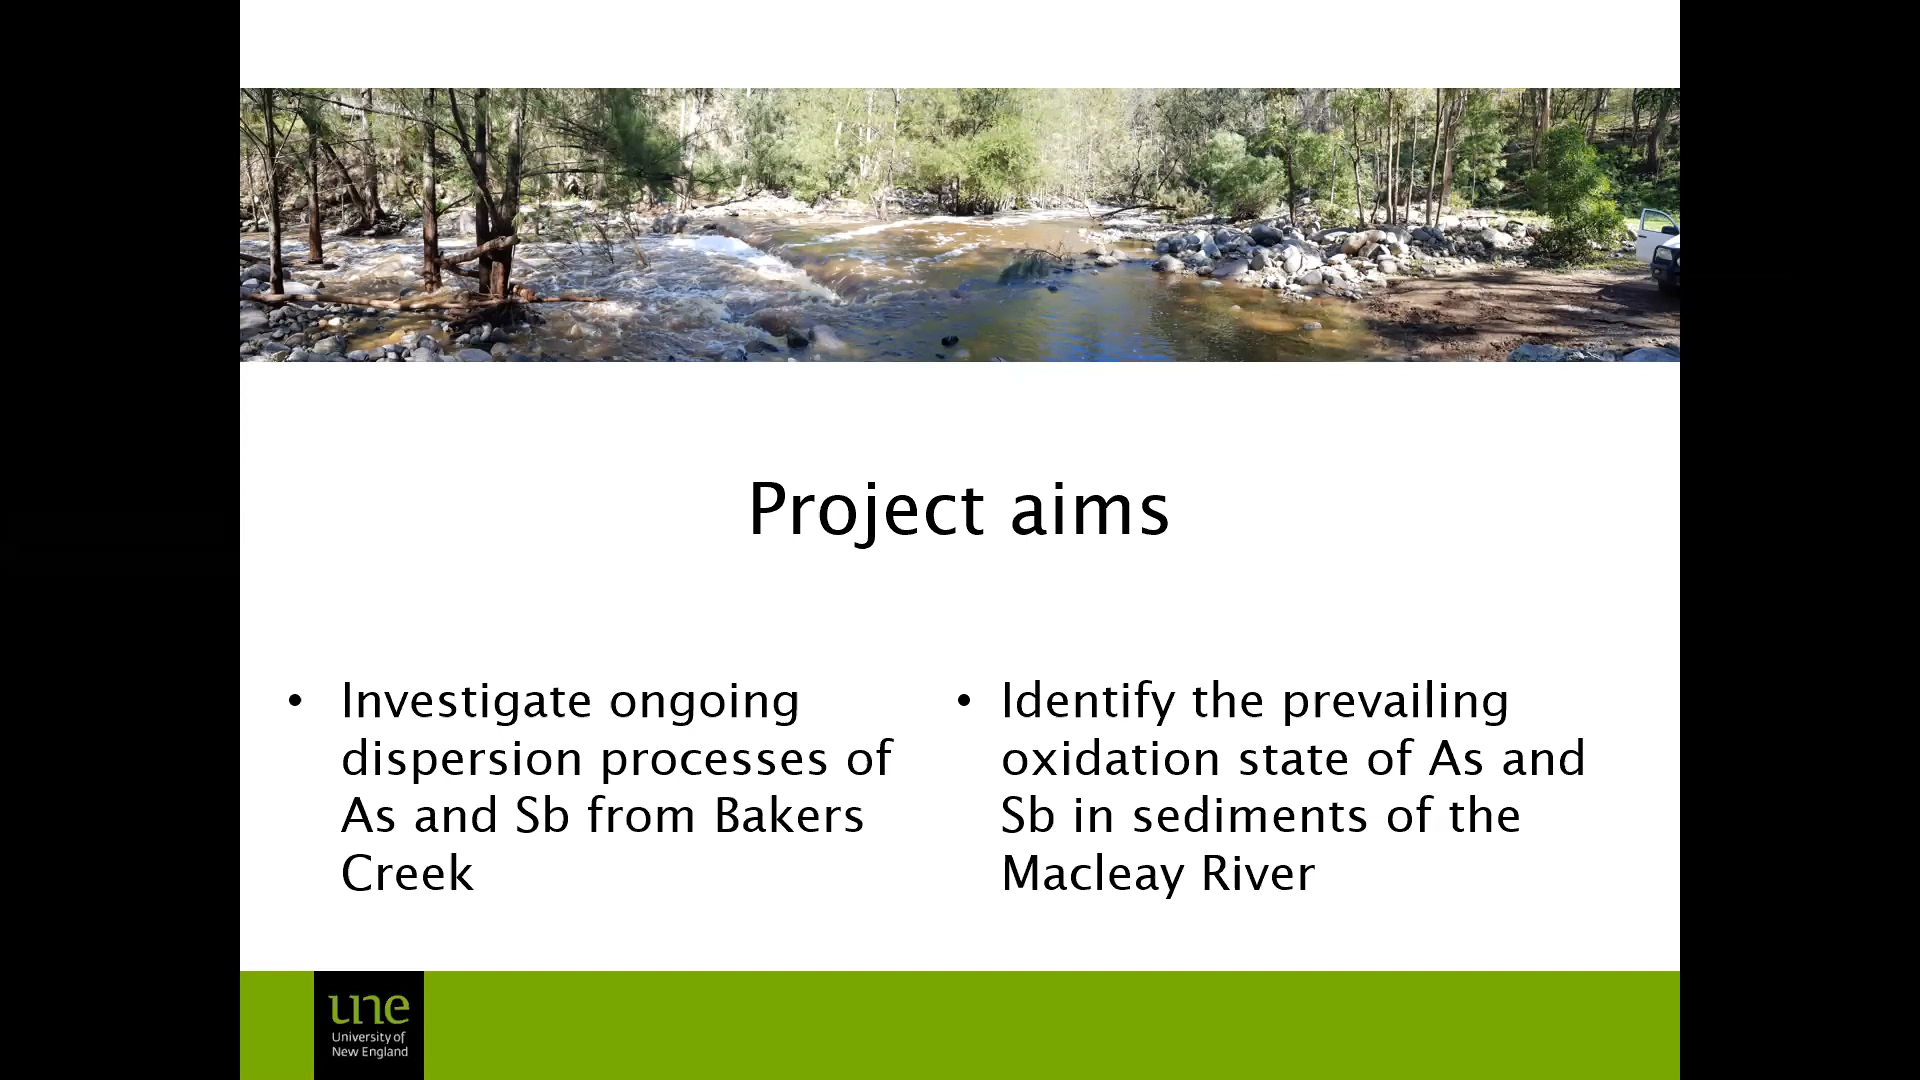 Project aims
• Investigate ongoing
dispersion processes of
As and Sb from Bakers
Creek
• Identify the prevailing
oxidation state of As and
Sb in sediments of the
Macleay River
une
University of
New England